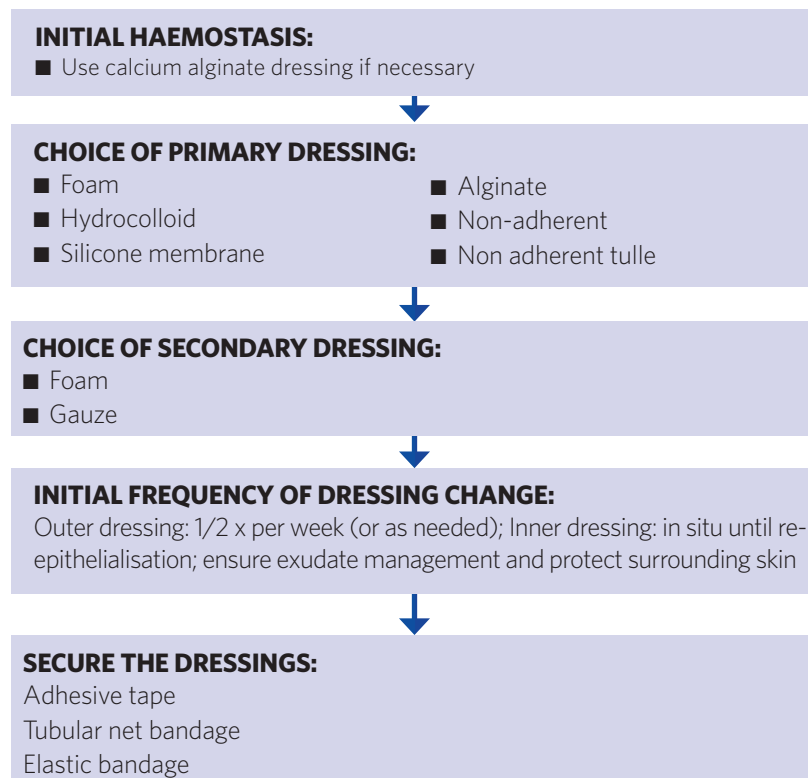 INITIAL HAEMOSTASIS:
■ Use calcium alginate dressing if necessary
CHOICE OF PRIMARY DRESSING:
■ Foam
■ Hydrocolloid
■ Silicone membrane
■ Alginate
■ Non-adherent
■ Non adherent tulle
CHOICE OF SECONDARY DRESSING:
■ Foam
■ Gauze
INITIAL FREQUENCY OF DRESSING CHANGE:
Outer dressing: 1/2 x per week (or as needed); Inner dressing: in situ until re-
epithelialisation; ensure exudate management and protect surrounding skin
SECURE THE DRESSINGS:
Adhesive tape
Tubular net bandage
Elastic bandage